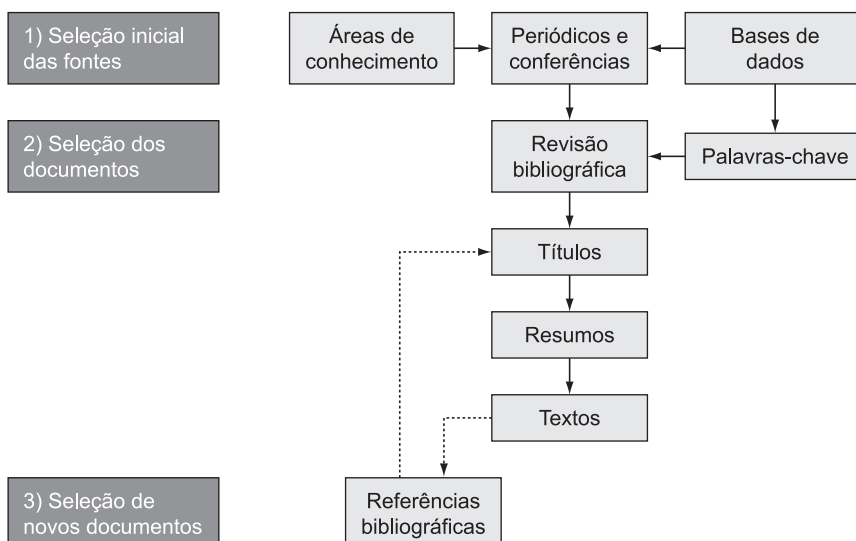 1) Seleção inicial
das fontes
Áreas de
conhecimento
Periódicos e
conferências
Bases de
dados
2) Seleção dos
documentos
Revisão
bibliográfica
Palavras-chave
Títulos
Resumos
Textos
3) Seleção de
novos documentos
Referências
bibliográficas